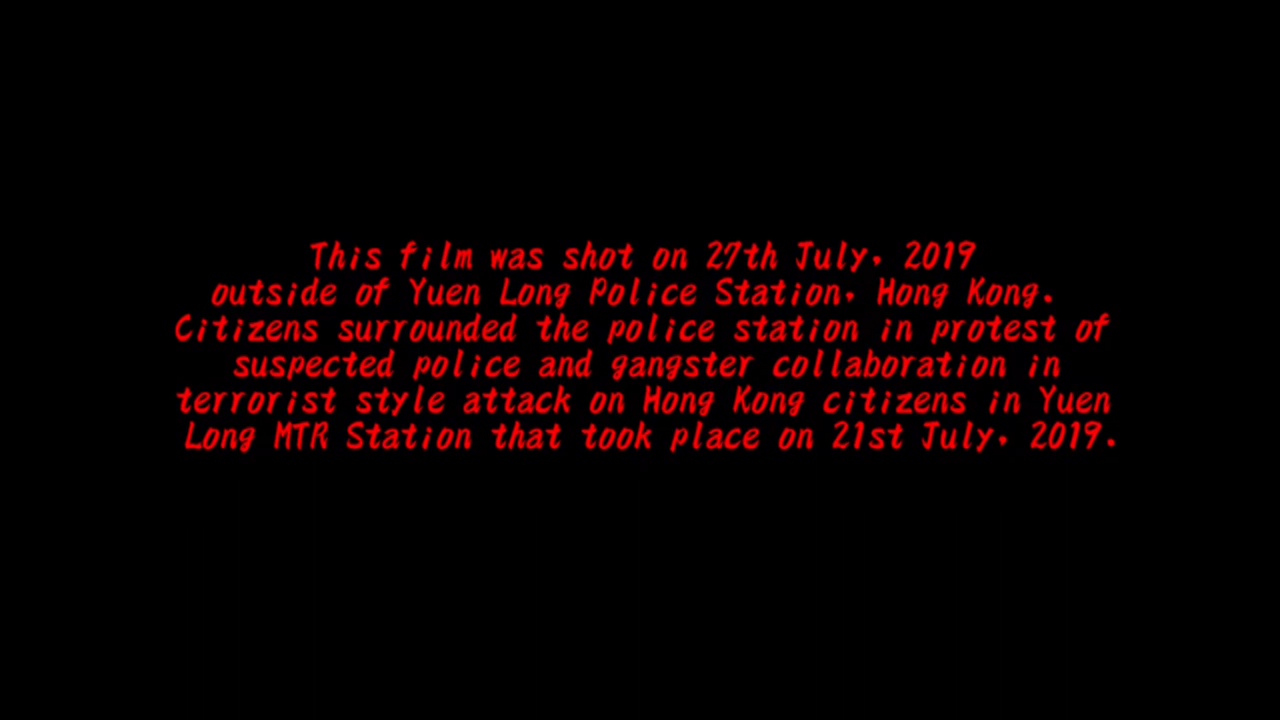 This film was shot on 27th July, 2019
outside of Yuen Long Police Station, Hong Kong.
Citizens surrounded the police station in protest of
suspected police and gangster collaboration in
terrorist style attack on Hong Kong citizens in Yuen
Long MTR Station that took place on 21st July, 2019.